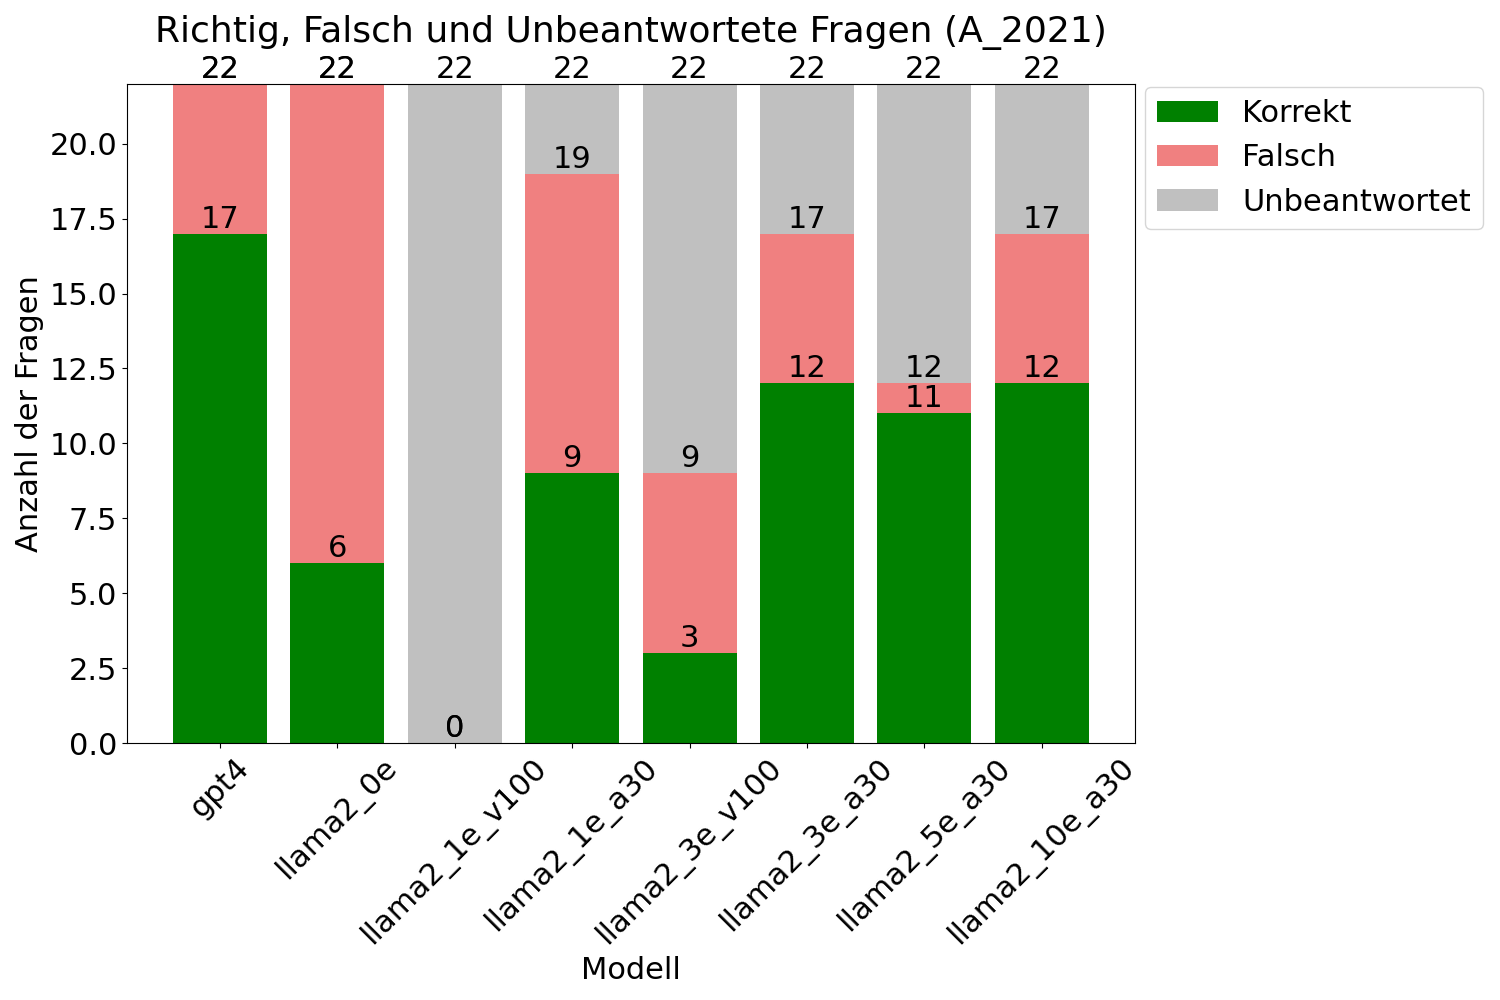 Richtig, Falsch und Unbeantwortete Fragen (A_2021)
22 22 22 22 22 22 22 22
Korrekt
Falsch
Unbeantwortet
20.0
19
17.5
17 17 17
15.0
12.5
12 12 12
11
10.0
9 9
7.5
6
5.0
3
2.5
0
0.0
Anzahl der Fragen
gpt4
llama2_0e
llama2_1e_v100
llama2_1e_a30
llama2_3e_v100
llama2_3e_a30
llama2_5e_a30
llama2_10e_a30
Modell